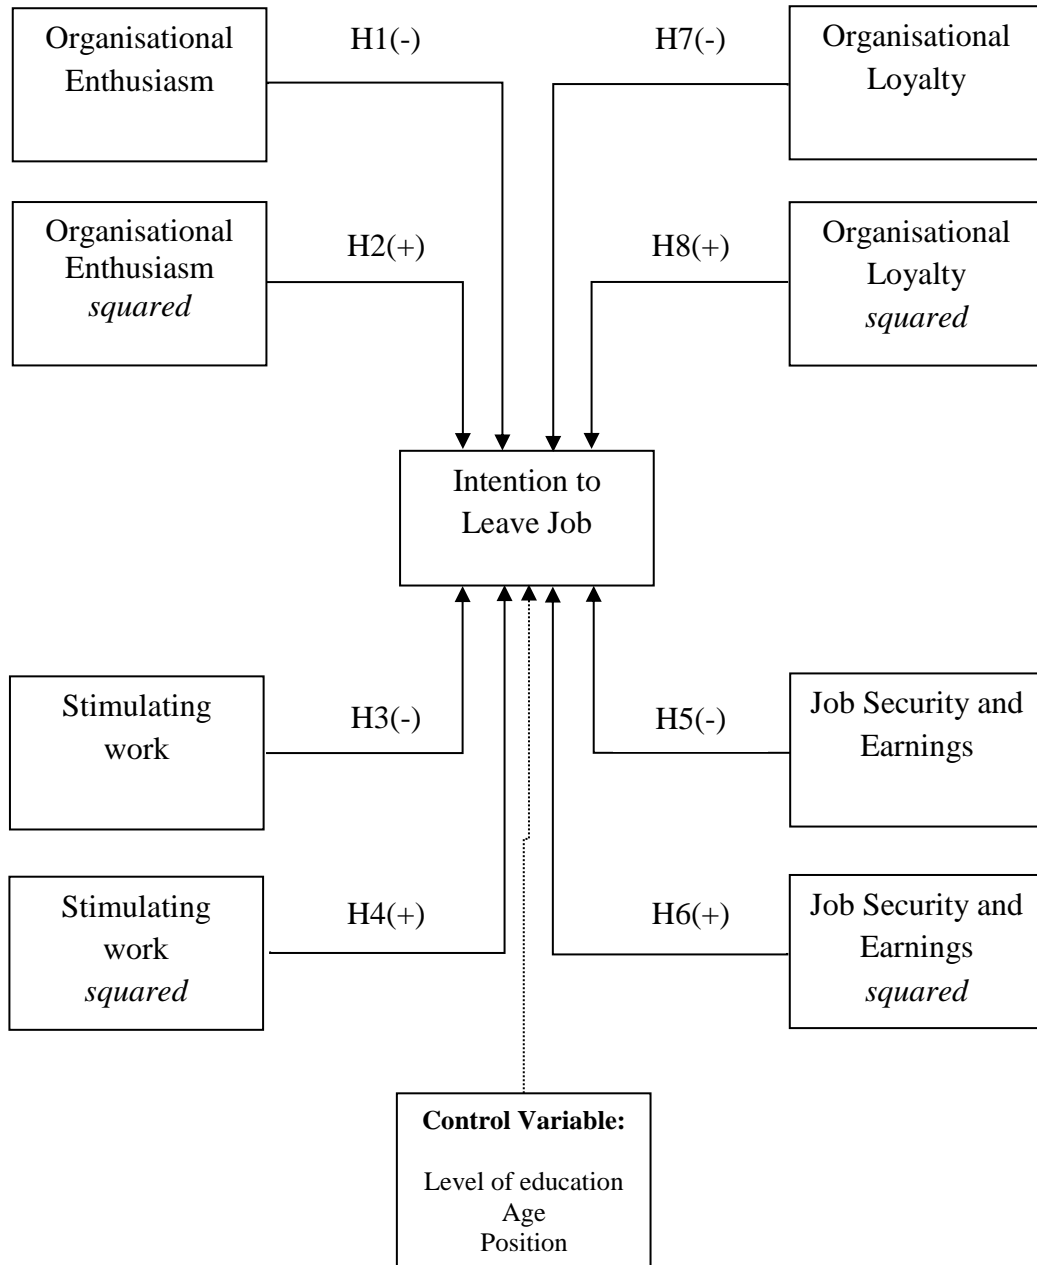 Organisational
Enthusiasm
H1(-)
H7(-)
Organisational
Loyalty
Organisational
Enthusiasm
squared
H2(+)
H8(+)
Organisational
Loyalty
squared
Intention to
Leave Job
Stimulating
work
H3(-)
H5(-)
Job Security and
Earnings
Stimulating
work
squared
H4(+)
H6(+)
Job Security and
Earnings
squared
Control Variable:
Level of education
Age
Position